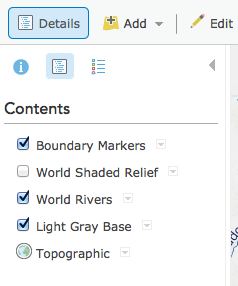 Details Add Edit
Contents
Boundary Markers
World Shaded Relief
World Rivers
Light Gray Base
Topographic